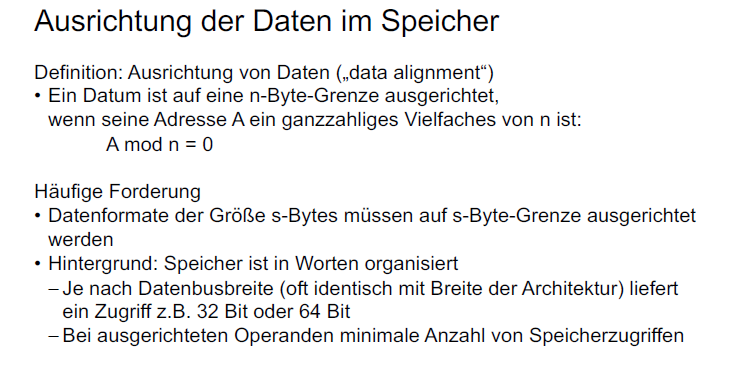 Ausrichtung der Daten im Speicher
Definition: Ausrichtung von Daten („data alignment“)
• Ein Datum ist auf eine n-Byte-Grenze ausgerichtet,
wenn seine Adresse A ein ganzzahliges Vielfaches von n ist:
A mod n = 0
Häufige Forderung
• Datenformate der Größe s-Bytes müssen auf s-Byte-Grenze ausgerichtet
werden
• Hintergrund: Speicher ist in Worten organisiert
– Je nach Datenbusbreite (oft identisch mit Breite der Architektur) liefert
ein Zugriff z.B. 32 Bit oder 64 Bit
– Bei ausgerichteten Operanden minimale Anzahl von Speicherzugriffen